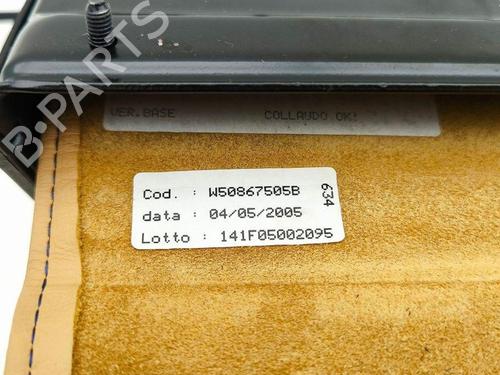 B-PARTS
VER.BASE COLLAUDO OK!
Cod. : W50867505B
634
data : 04/05/2005
Lotto : 141F05002095